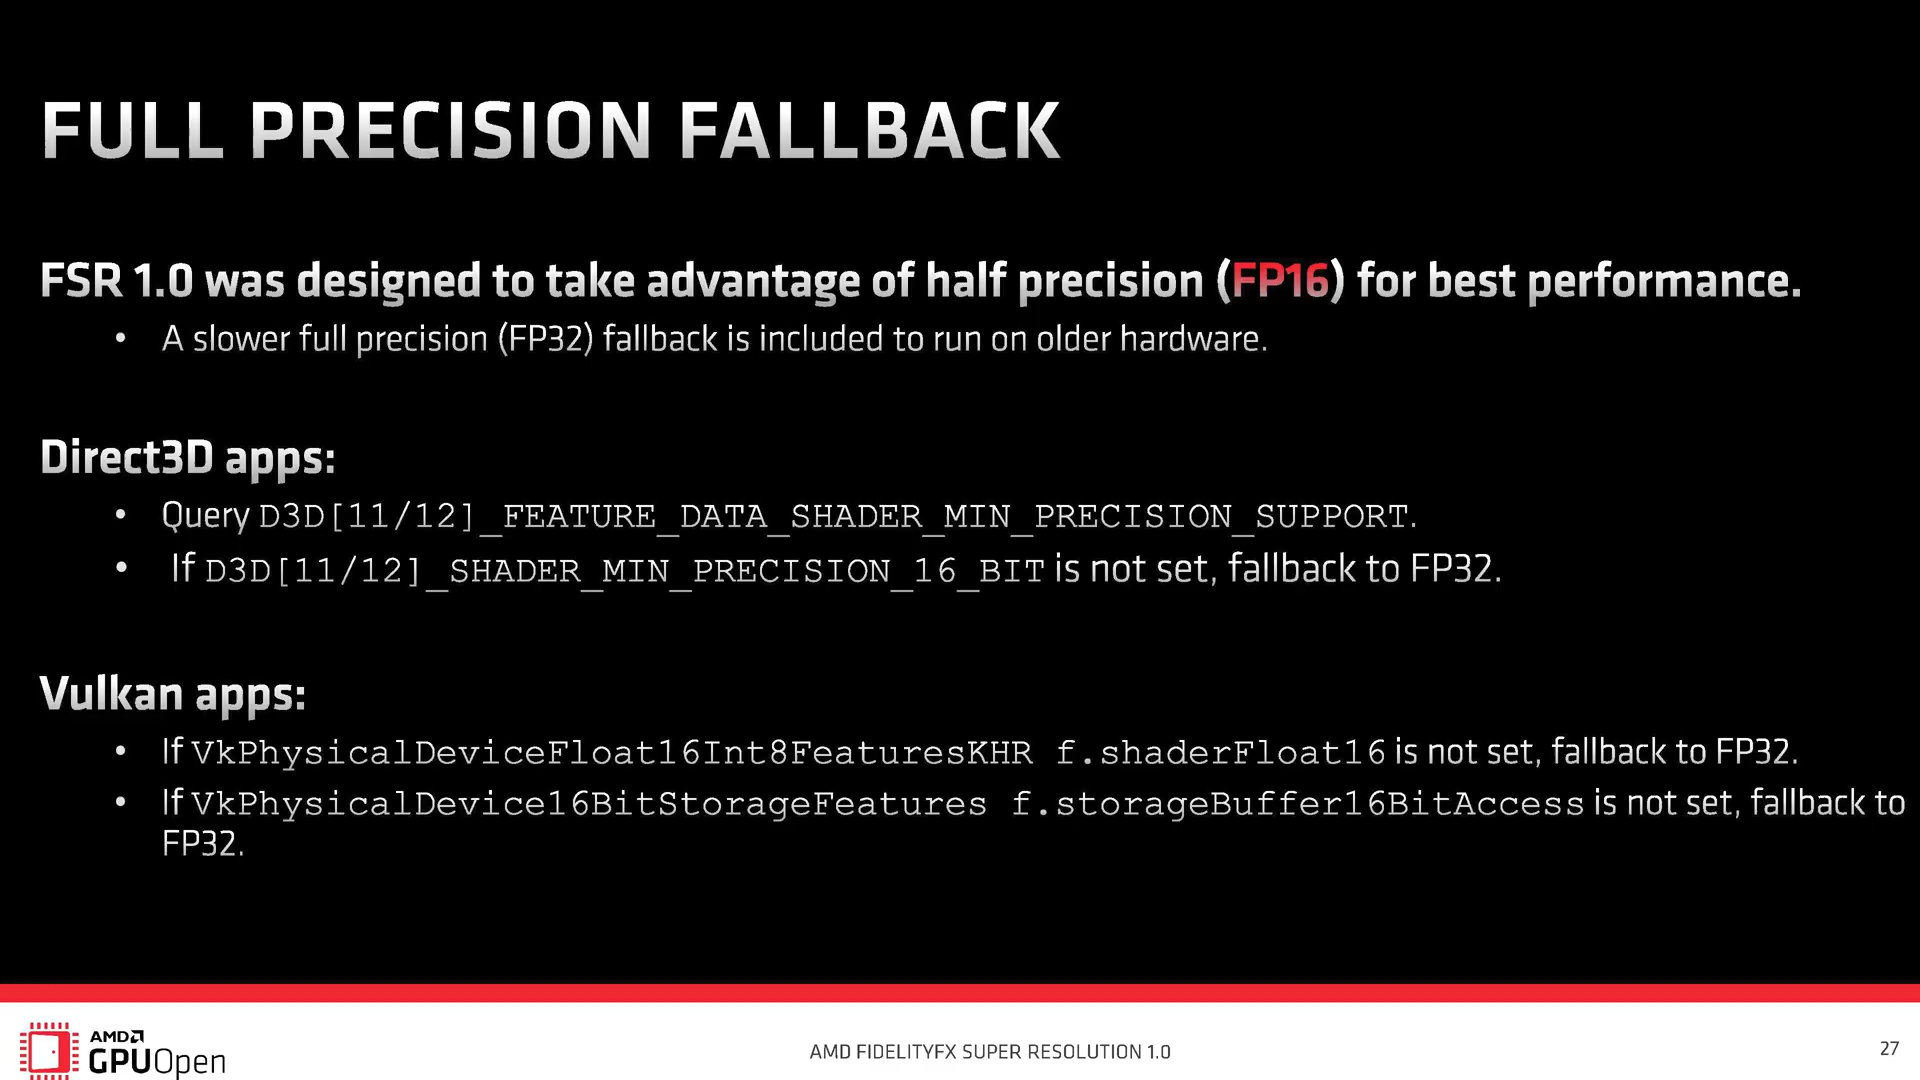 FULL PRECISION FALLBACK
FSR 1.0 was designed to take advantage of half precision (FP16) for best performance.
• A slower full precision (FP32) fallback is included to run on older hardware.
Direct3D apps:
• Query D3D[11/12]_FEATURE_DATA_SHADER_MIN_PRECISION_SUPPORT.
• If D3D[11/12]_SHADER_MIN_PRECISION_16_BIT is not set, fallback to FP32.
Vulkan apps:
• If VkPhysicalDeviceFloat16Int8FeaturesKHR f.shaderFloat16 is not set, fallback to FP32.
• If VkPhysicalDevice16BitStorageFeatures f.storageBuffer16BitAccess is not set, fallback to
FP32.
AMD
GPUOpen
AMD FIDELITYFX SUPER RESOLUTION 1.0
27